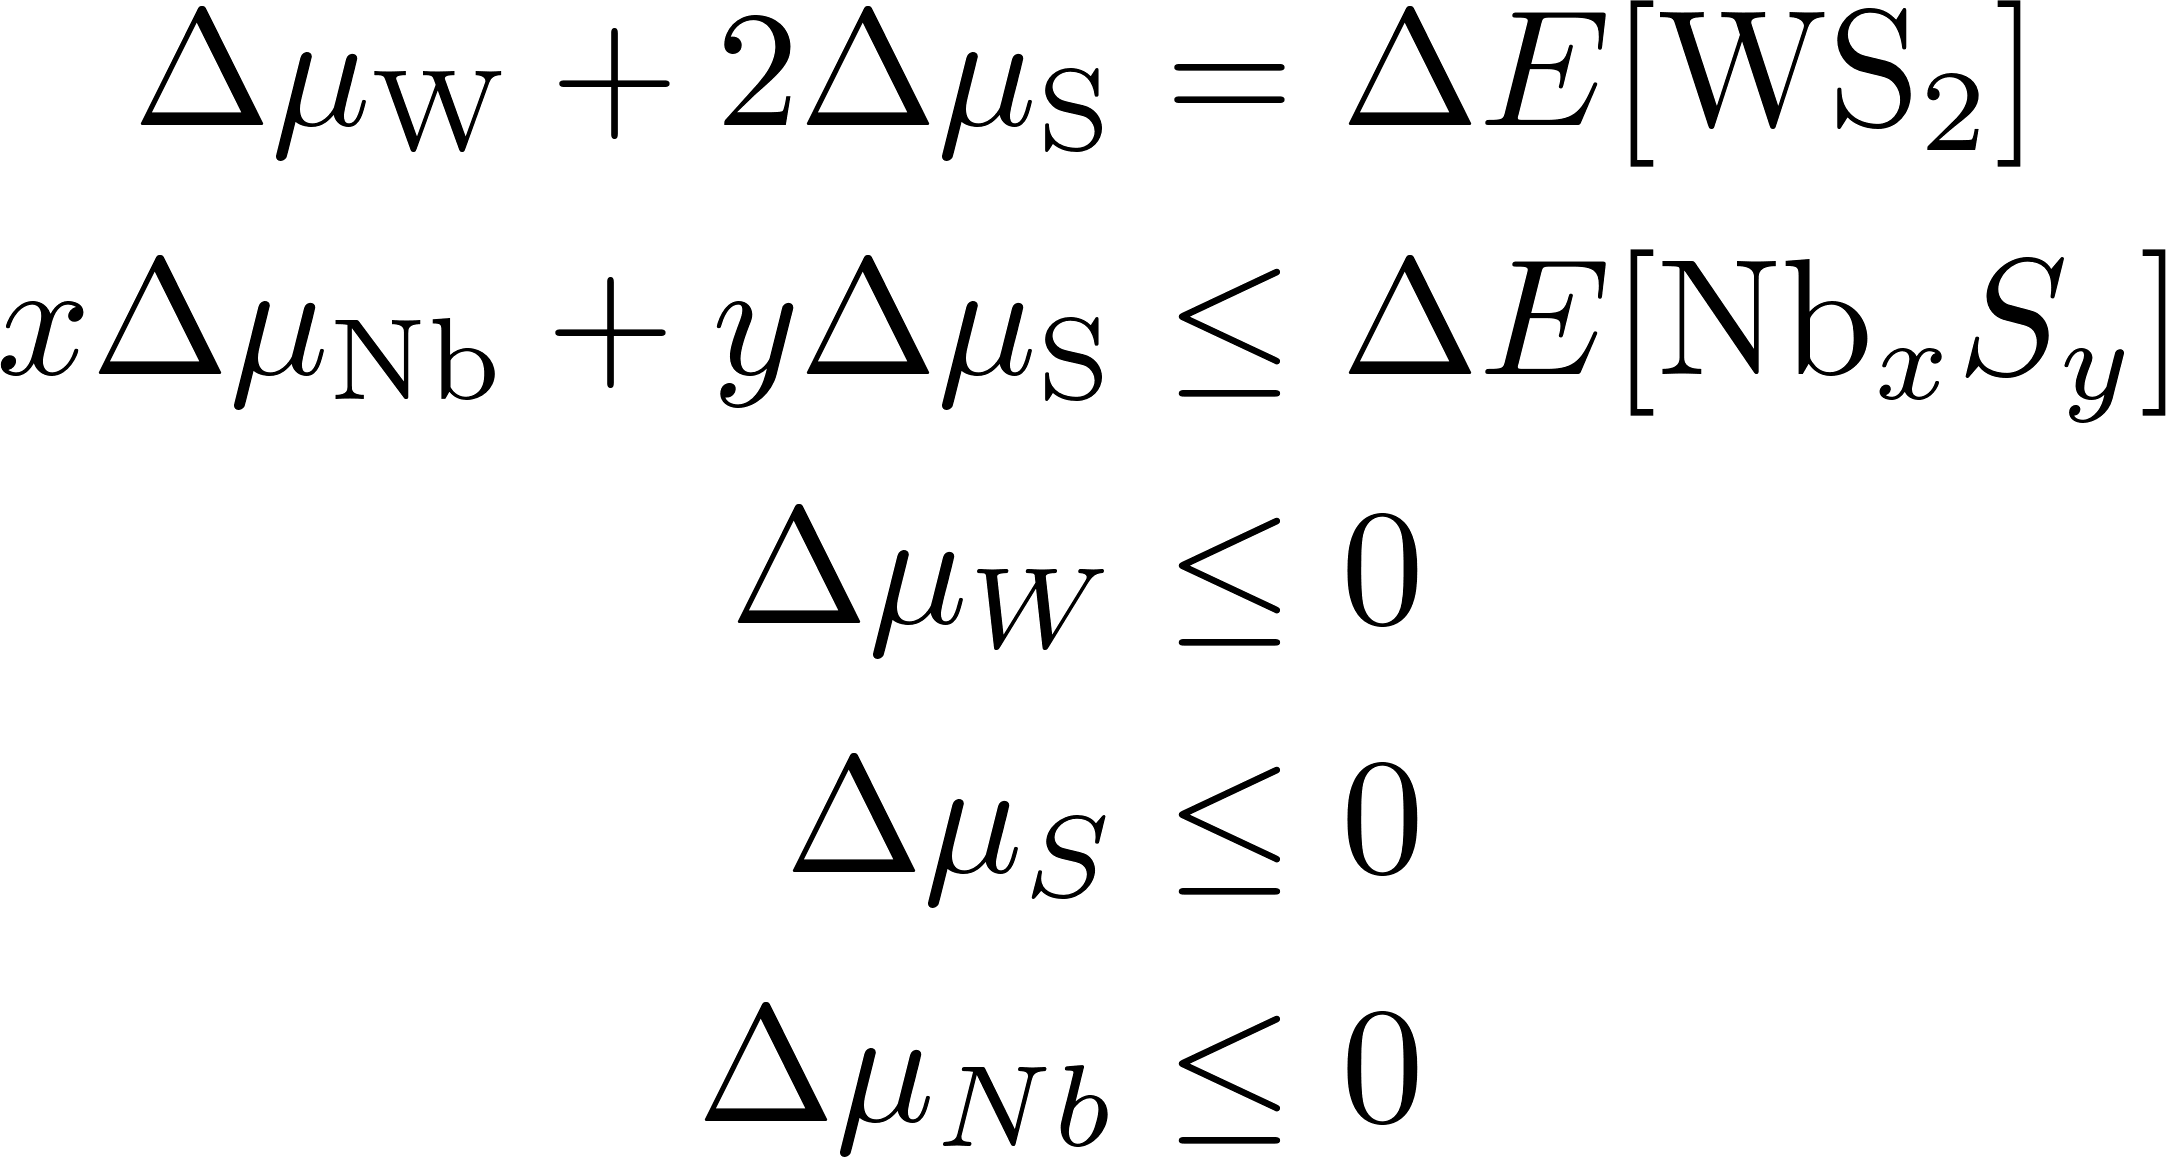 Δμ_W + 2Δμ_S = ΔE[WS_2]
xΔμ_Nb + yΔμ_S ≤ ΔE[Nb_xS_y]
Δμ_W ≤ 0
Δμ_S ≤ 0
Δμ_Nb ≤ 0